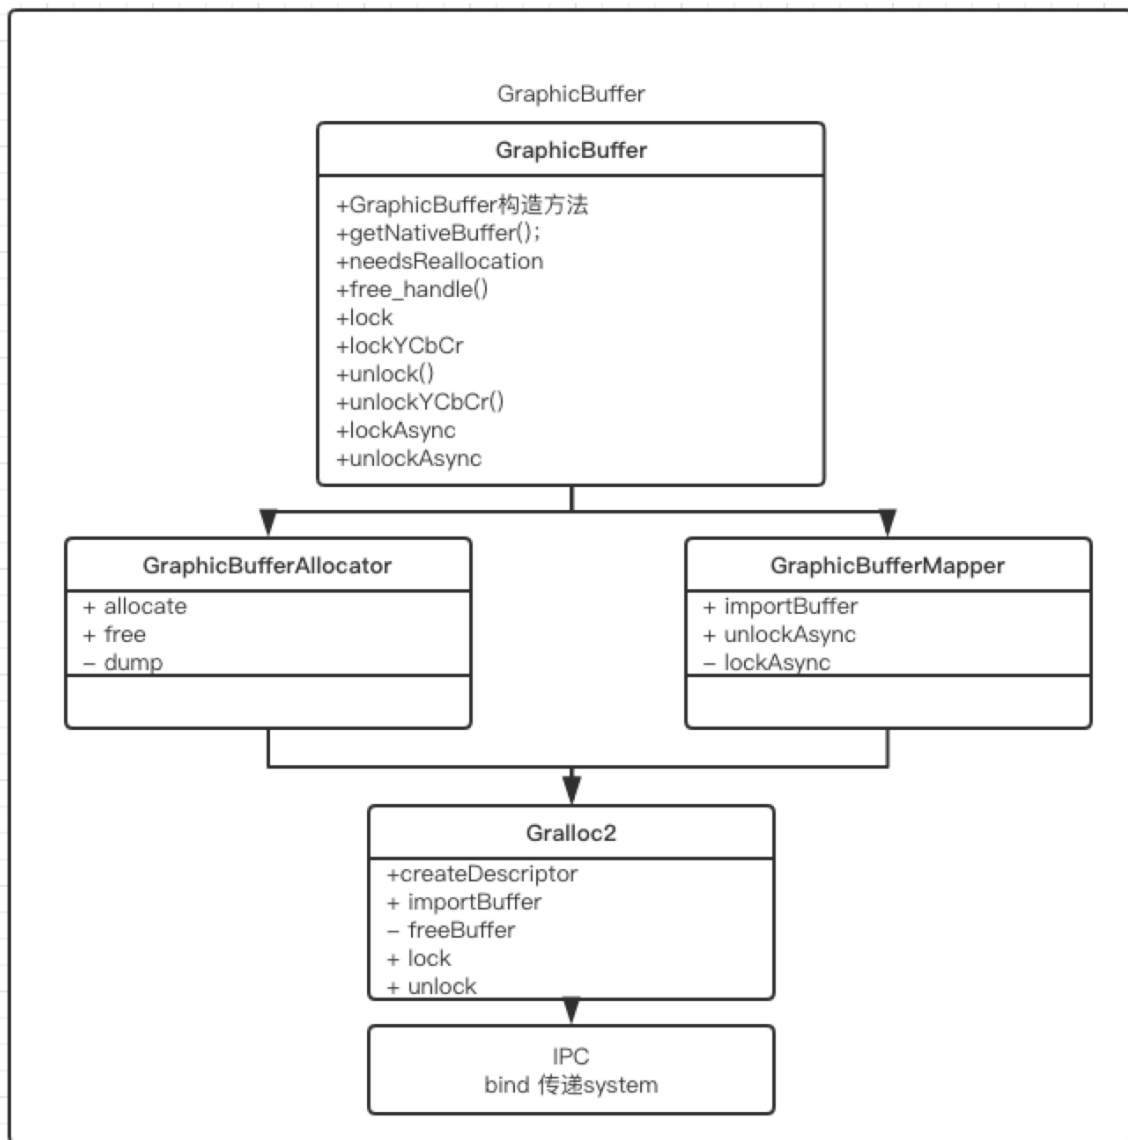 GraphicBuffer
GraphicBuffer
+GraphicBuffer构造方法
+getNativeBuffer();
+needsReallocation
+free_handle()
+lock
+lockYCbCr
+unlock()
+unlockYCbCr()
+lockAsync
+unlockAsync
GraphicBufferAllocator
+ allocate
+ free
– dump
GraphicBufferMapper
+ importBuffer
+ unlockAsync
– lockAsync
Gralloc2
+createDescriptor
+ importBuffer
– freeBuffer
+ lock
+ unlock
IPC
bind 传递system